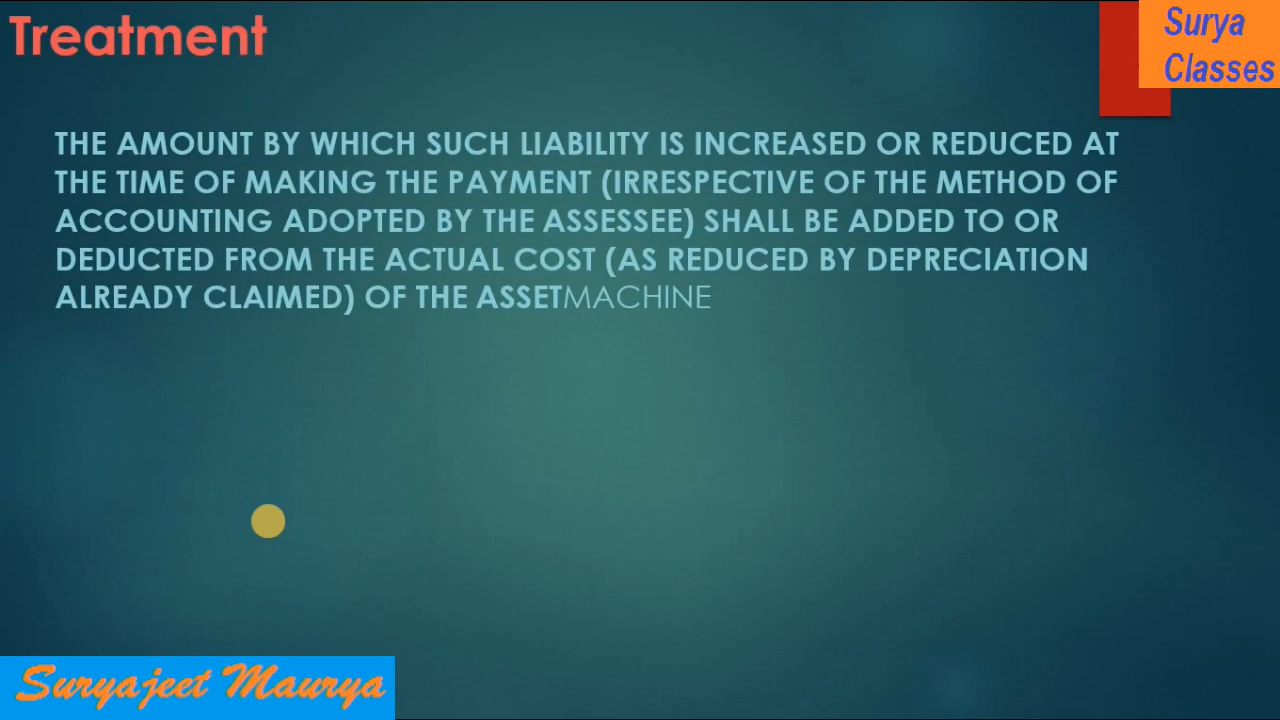 Treatment
Surya
Classes
THE AMOUNT BY WHICH SUCH LIABILITY IS INCREASED OR REDUCED AT
THE TIME OF MAKING THE PAYMENT (IRRESPECTIVE OF THE METHOD OF
ACCOUNTING ADOPTED BY THE ASSESSEE) SHALL BE ADDED TO OR
DEDUCTED FROM THE ACTUAL COST (AS REDUCED BY DEPRECIATION
ALREADY CLAIMED) OF THE ASSETMACHINE
Suryajeet Maurya